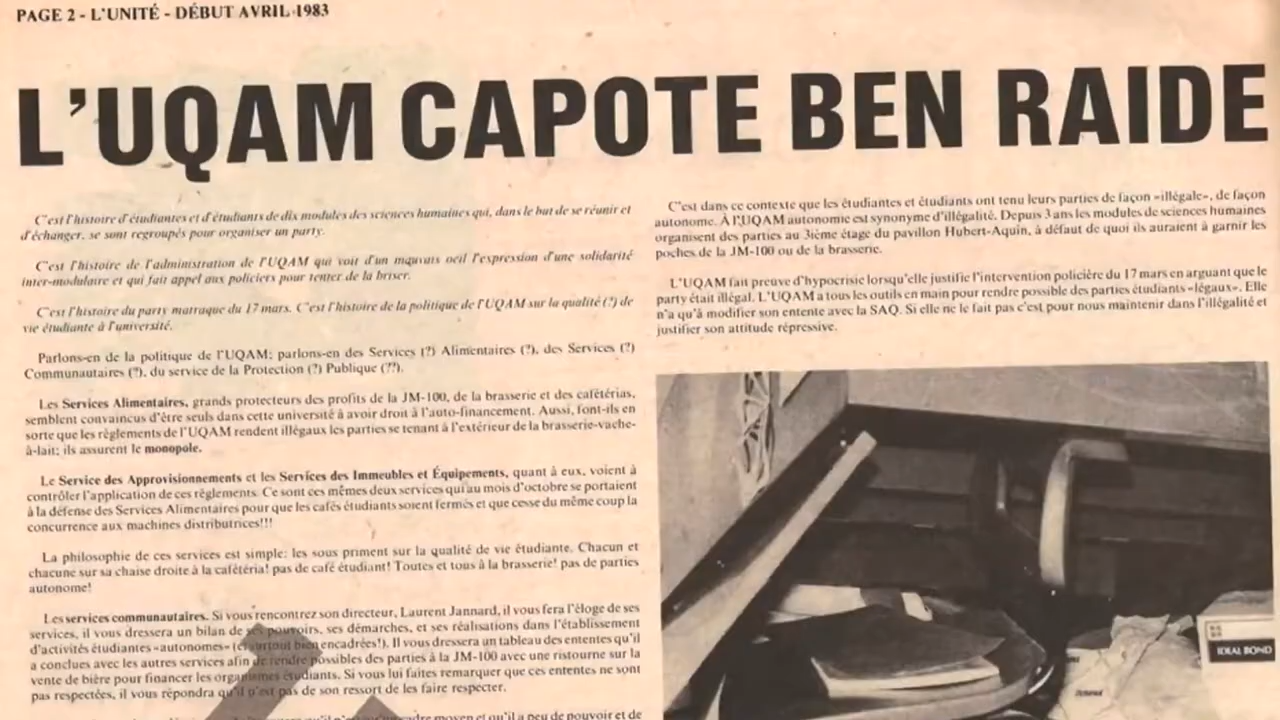 PAGE 2 - L'UNITÉ - DÉBUT AVRIL 1983
L'UQAM CAPOTE BEN RAIDE
C'est l'histoire d'étudiantes et d'étudiants de dix modules des sciences humaines qui, dans le but de se réunir et
d'échanger, se sont regroupés pour organiser un party.
C'est l'histoire de l'administration de l'UQAM qui voit d'un mauvais oeil l'expression d'une solidarité
inter-modulaire et qui fait appel aux policiers pour tenter de la briser.
C'est l'histoire du party matraque du 17 mars. C'est l'histoire de la politique de l'UQAM sur la qualité (?) de
vie étudiante à l'université.
Parlons-en de la politique de l'UQAM; parlons-en des Services (?) Alimentaires (?), des Services (?)
Communautaires (?), du service de la Protection (?) Publique (??).
Les Services Alimentaires, grands protecteurs des profits de la JM-100, de la brasserie et des cafétérias,
semblent convaincus d'être seuls dans cette université à avoir droit à l'auto-financement. Aussi, font-ils en
sorte que les règlements de l'UQAM rendent illégaux les parties se tenant à l'extérieur de la brasserie-vache-
à-lait; ils assurent le monopole.
Le Service des Approvisionnements et les Services des Immeubles et Équipements, quant à eux, voient à
contrôler l'application de ces règlements. Ce sont ces mêmes deux services qui au mois d'octobre se portaient
à la défense des Services Alimentaires pour que les cafés étudiants soient fermés et que cesse du même coup la
concurrence aux machines distributrices!!!
La philosophie de ces services est simple: les sous priment sur la qualité de vie étudiante. Chacun et
chacune sur sa chaise droite à la cafétéria! pas de café étudiant! Toutes et tous à la brasserie! pas de parties
autonome!
Les services communautaires. Si vous rencontrez son directeur, Laurent Jannard, il vous fera l'éloge de ses
services, il vous dressera un bilan de ses pouvoirs, ses démarches, et ses réalisations dans l'établissement
d'activités étudiantes «autonomes» (et surtout bien encadrées!). Il vous dressera un tableau des ententes qu'il
a conclues avec les autres services afin de rendre possibles des parties à la JM-100 avec une ristourne sur la
vente de bière pour financer les organismes étudiants. Si vous lui faites remarquer que ces ententes ne sont
pas respectées, il vous répondra qu'il n'est pas de son ressort de les faire respecter.
moyen et qu'il a peu de pouvoir et de
C'est dans ce contexte que les étudiantes et étudiants ont tenu leurs parties de façon «illégale», de façon
autonome. À l'UQAM autonomie est synonyme d'illégalité. Depuis 3 ans les modules de sciences humaines
organisent des parties au 3ième étage du pavillon Hubert-Aquin, à défaut de quoi ils auraient à garnir les
poches de la JM-100 ou de la brasserie.
L'UQAM fait preuve d'hypocrisie lorsqu'elle justifie l'intervention policière du 17 mars en arguant que le
party était illégal. L'UQAM a tous les outils en main pour rendre possible des parties étudiants «légaux». Elle
n'a qu'à modifier son entente avec la SAQ. Si elle ne le fait pas c'est pour nous maintenir dans l'illégalité et
justifier son attitude répressive.
IDEAL BOND